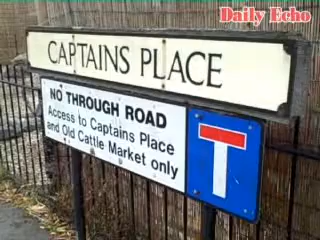 Daily Echo
CAPTAINS PLACE
NO THROUGH ROAD
Access to Captains Place
and Old Cattle Market only